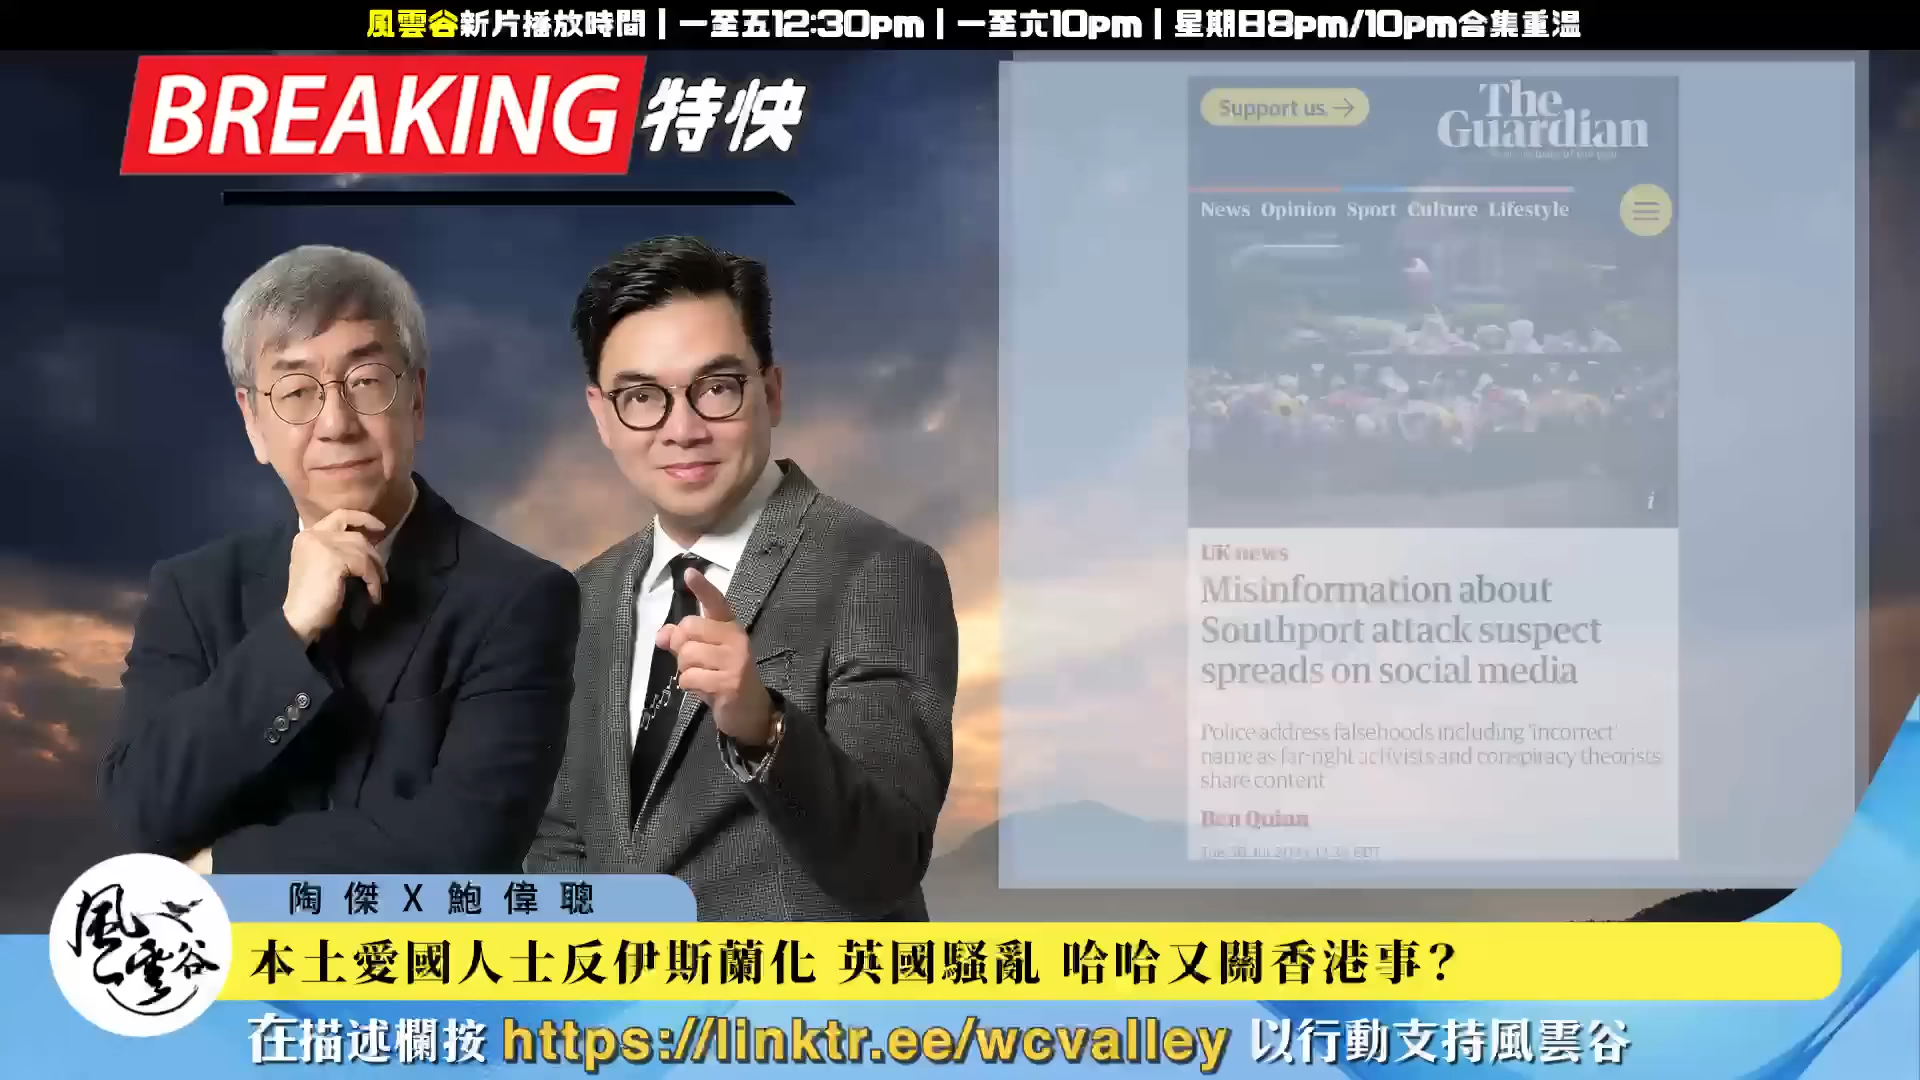 風雲谷新片播放時間 | 一至五12:30pm | 一至六10pm | 星期日8pm/10pm合集重温
BREAKING 特快
Support us →
The
Guardian
News Opinion Sport Culture Lifestyle
i
UK news
Misinformation about
Southport attack suspect
spreads on social media
Police address falsehoods including 'incorrect'
name as far-right activists and conspiracy theorists
share content
Ben Quinn
陶傑 X 鮑偉聰
風雲谷
本土愛國人士反伊斯蘭化 英國騷亂 哈哈又關香港事?
在描述欄按 https://linktr.ee/wcvalley 以行動支持風雲谷